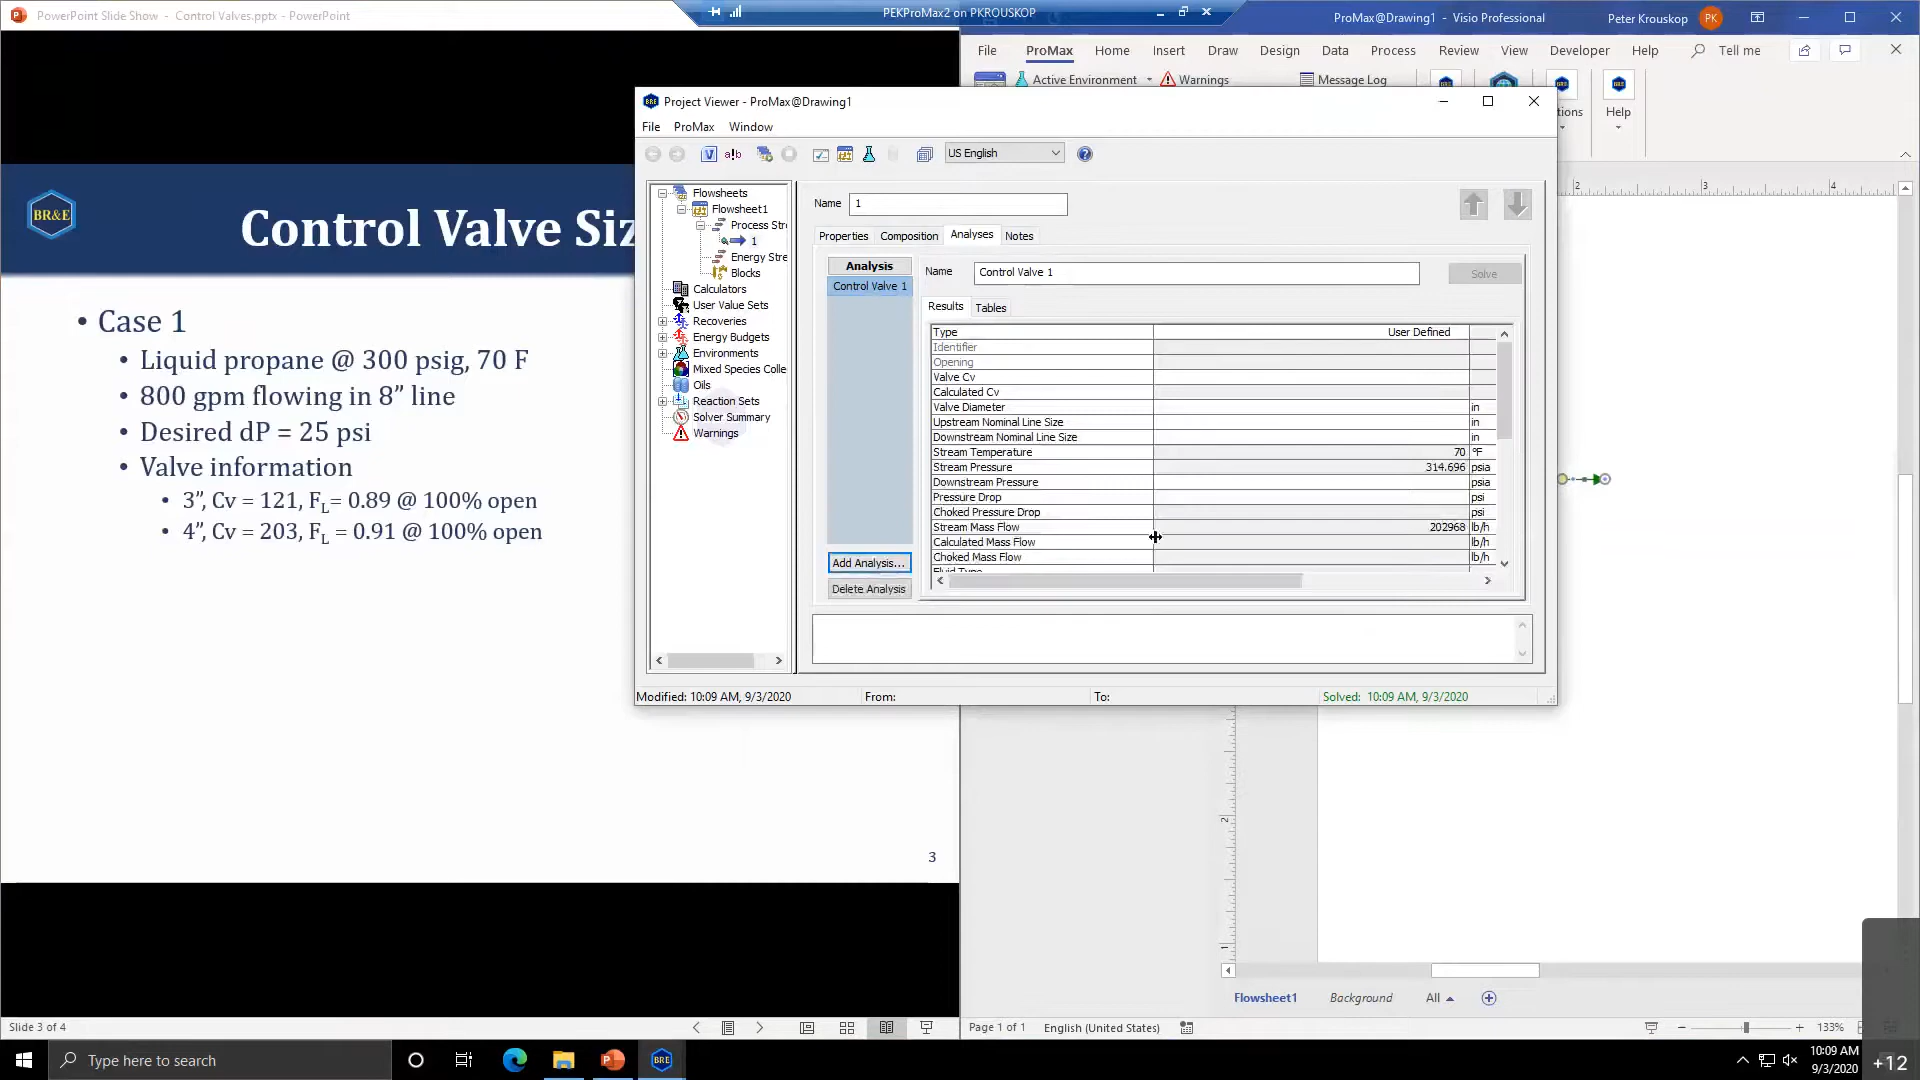 PowerPoint Slide Show - Control Valves.pptx - PowerPoint
BR&E
Control Valve Siz
• Case 1
• Liquid propane @ 300 psig, 70 F
• 800 gpm flowing in 8” line
• Desired dP = 25 psi
• Valve information
• 3”, Cv = 121, FL= 0.89 @ 100% open
• 4”, Cv = 203, FL = 0.91 @ 100% open
3
Slide 3 of 4
PEKProMax2 on PKROUSKOP
ProMax@Drawing1 - Visio Professional
Peter Krouskop
PK
File ProMax Home Insert Draw Design Data Process Review View Developer Help Tell me
Active Environment
Warnings
Message Log
tions
Help
BRE Project Viewer - ProMax@Drawing1
File ProMax Window
US English
Flowsheets
Flowsheet1
Process Stre
1
Energy Stre
Blocks
Calculators
User Value Sets
Recoveries
Energy Budgets
Environments
Mixed Species Colle
Oils
Reaction Sets
Solver Summary
Warnings
Name 1
Properties Composition Analyses Notes
Analysis
Control Valve 1
Add Analysis...
Delete Analysis
Name Control Valve 1
Solve
Results Tables
Type User Defined
Identifier
Opening
Valve Cv
Calculated Cv
Valve Diameter in
Upstream Nominal Line Size in
Downstream Nominal Line Size in
Stream Temperature 70 °F
Stream Pressure 314.696 psia
Downstream Pressure psia
Pressure Drop psi
Choked Pressure Drop psi
Stream Mass Flow 202968 lb/h
Calculated Mass Flow lb/h
Choked Mass Flow lb/h
Fluid Type
Modified: 10:09 AM, 9/3/2020 From: To: Solved: 10:09 AM, 9/3/2020
2 3 4
2
1
Flowsheet1 Background All
Page 1 of 1 English (United States) 133%
Type here to search
BRE
10:09 AM
9/3/2020
+12